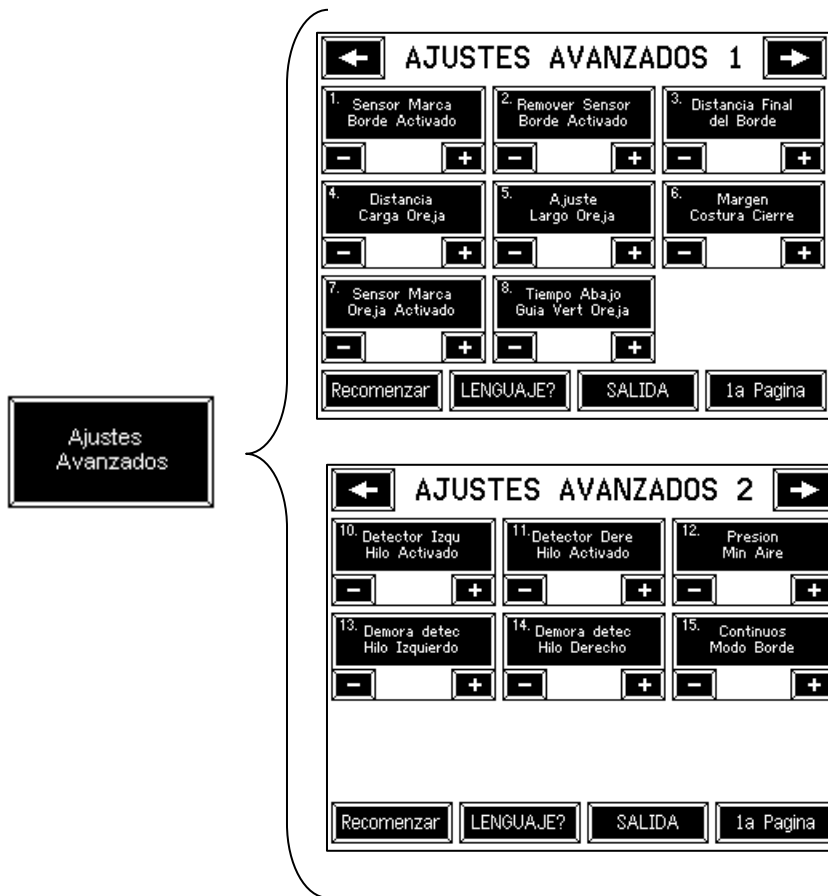 Ajustes
Avanzados
← AJUSTES AVANZADOS 1 →
1. Sensor Marca
Borde Activado
- +
2. Remover Sensor
Borde Activado
- +
3. Distancia Final
del Borde
- +
4. Distancia
Carga Oreja
- +
5. Ajuste
Largo Oreja
- +
6. Margen
Costura Cierre
- +
7. Sensor Marca
Oreja Activado
- +
8. Tiempo Abajo
Guia Vert Oreja
- +
Recomenzar LENGUAJE? SALIDA 1a Pagina
← AJUSTES AVANZADOS 2 →
10. Detector Izqu
Hilo Activado
- +
11. Detector Dere
Hilo Activado
- +
12. Presion
Min Aire
- +
13. Demora detec
Hilo Izquierdo
- +
14. Demora detec
Hilo Derecho
- +
15. Continuos
Modo Borde
- +
Recomenzar LENGUAJE? SALIDA 1a Pagina